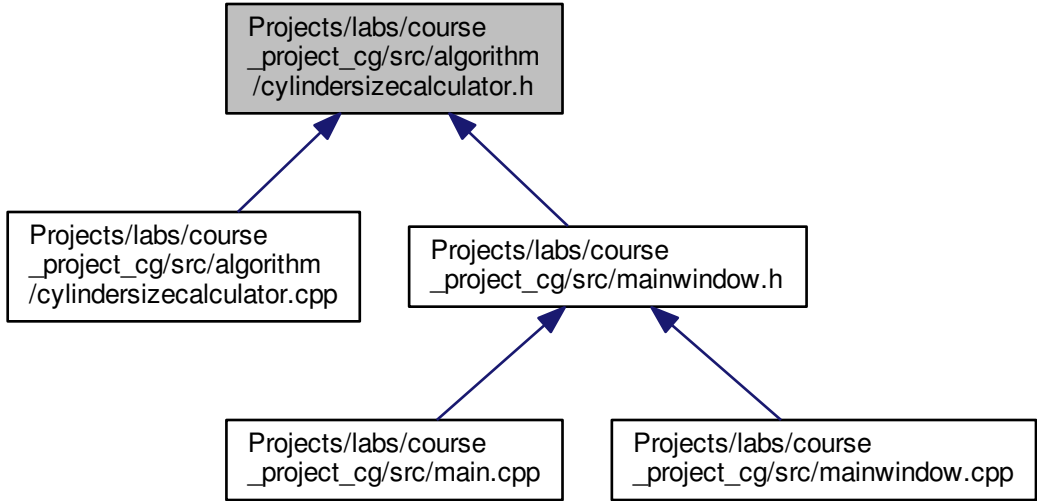 Projects/labs/course
_project_cg/src/algorithm
/cylindersizecalculator.h
Projects/labs/course
_project_cg/src/algorithm
/cylindersizecalculator.cpp
Projects/labs/course
_project_cg/src/mainwindow.h
Projects/labs/course
_project_cg/src/main.cpp
Projects/labs/course
_project_cg/src/mainwindow.cpp